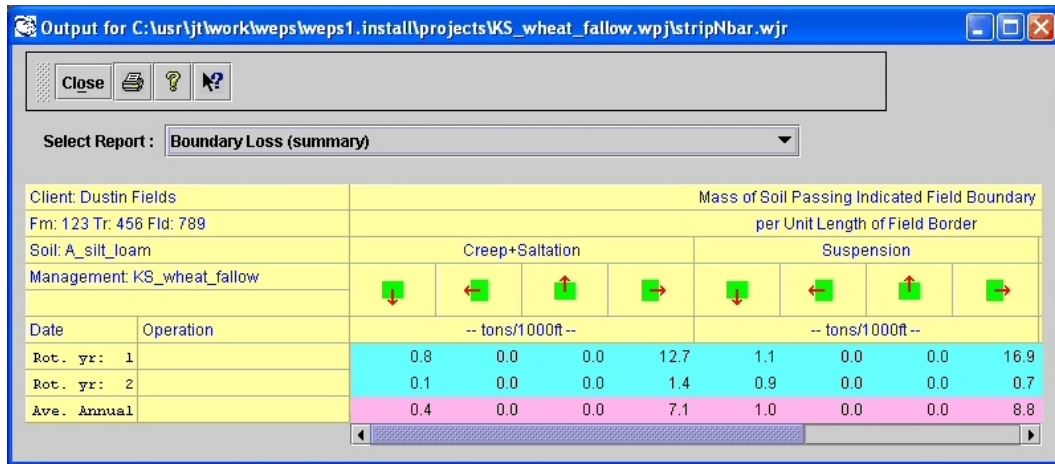 Output for C:\usr\jt\work\weps\weps1.install\projects\KS_wheat_fallow.wpj\stripNbar.wjr
Close
Select Report : Boundary Loss (summary)
Client: Dustin Fields Mass of Soil Passing Indicated Field Boundary
Fm: 123 Tr: 456 Fld: 789 per Unit Length of Field Border
Soil: A_silt_loam Creep+Saltation Suspension
Management: KS_wheat_fallow
Date Operation -- tons/1000ft -- -- tons/1000ft --
Rot. yr: 1 0.8 0.0 0.0 12.7 1.1 0.0 0.0 16.9
Rot. yr: 2 0.1 0.0 0.0 1.4 0.9 0.0 0.0 0.7
Ave. Annual 0.4 0.0 0.0 7.1 1.0 0.0 0.0 8.8